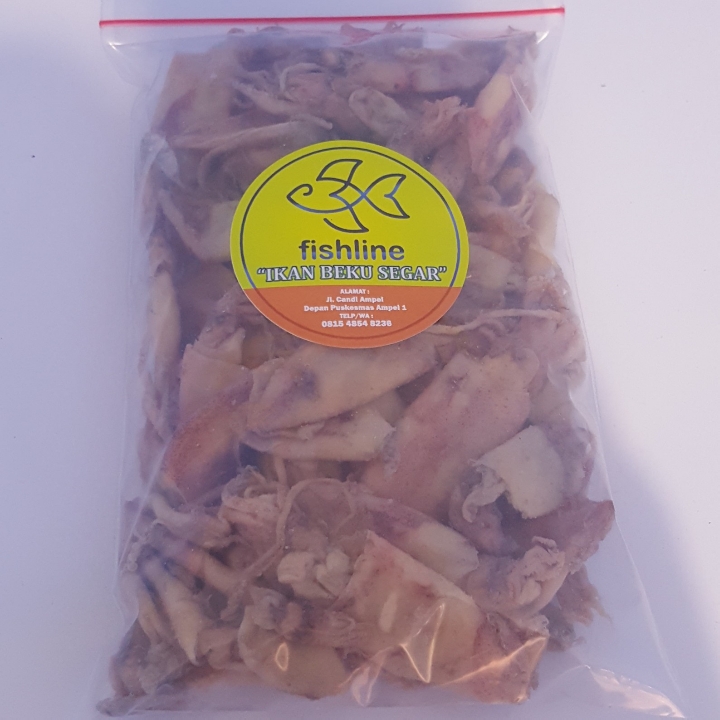 fishline
“IKAN BEKU SEGAR”
ALAMAT :
Jl. Candi Ampel
Depan Puskesmas Ampel 1
TELP/WA :
0815 4854 8236